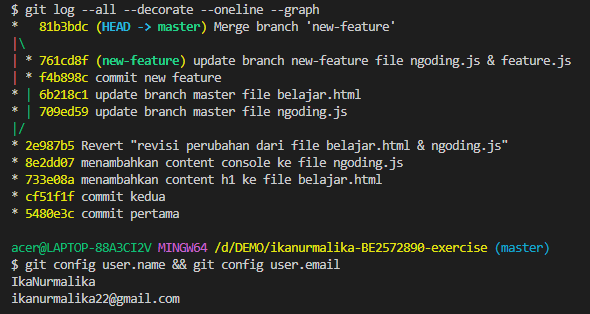 $ git log --all --decorate --oneline --graph
*   81b3bdc (HEAD -> master) Merge branch 'new-feature'
|\
| * 761cd8f (new-feature) update branch new-feature file ngoding.js & feature.js
| * f4b898c commit new feature
* | 6b218c1 update branch master file belajar.html
* | 709ed59 update branch master file ngoding.js
|/
* 2e987b5 Revert "revisi perubahan dari file belajar.html & ngoding.js"
* 8e2dd07 menambahkan content console ke file ngoding.js
* 733e08a menambahkan content h1 ke file belajar.html
* cf51f1f commit kedua
* 5480e3c commit pertama
acer@LAPTOP-88A3CI2V MINGW64 /d/DEMO/ikanurmalika-BE2572890-exercise (master)
$ git config user.name && git config user.email
IkaNurmalika
ikanurmalika22@gmail.com